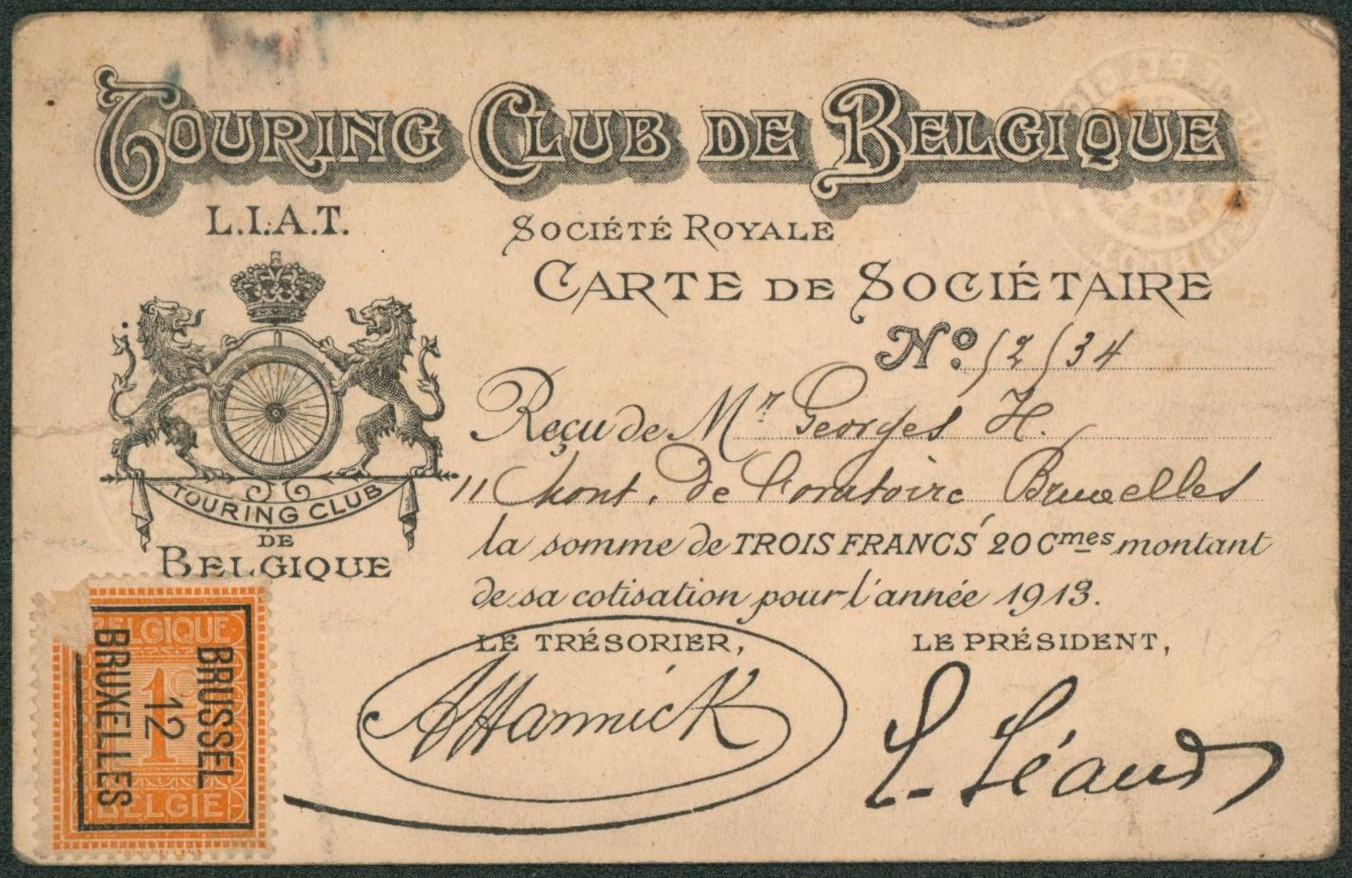 TOURING CLUB DE BELGIQUE
L.I.A.T.
SOCIÉTÉ ROYALE
CARTE DE SOCIÉTAIRE
No. 12134
Reçu de Mr Georges H.
11 de l'oratoire Bruxelles
la somme de TROIS FRANCS 20 Cmes montant
de sa cotisation pour l'année 1913.
TOURING CLUB
DE
BELGIQUE
LE TRÉSORIER,
LE PRÉSIDENT,
BELGIQUE
1c
BELGIE
BRUSSEL
12
BRUXELLES